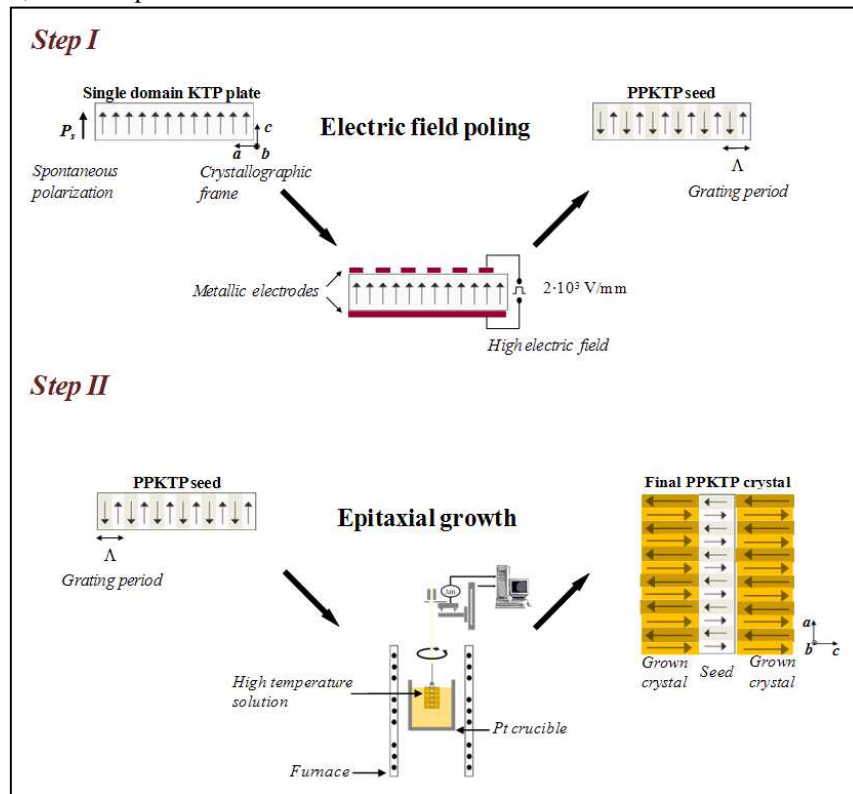 Step I
Single domain KTP plate
PPKTP seed
Ps
c
a
b
Electric field poling
Spontaneous
polarization
Crystallographic
frame
Λ
Grating period
Metallic electrodes
2·10³ V/mm
High electric field
Step II
PPKTP seed
Final PPKTP crystal
Epitaxial growth
Λ
Grating period
Δm
a
b
c
Grown
crystal
Seed
Grown
crystal
High temperature
solution
Pt crucible
Furnace